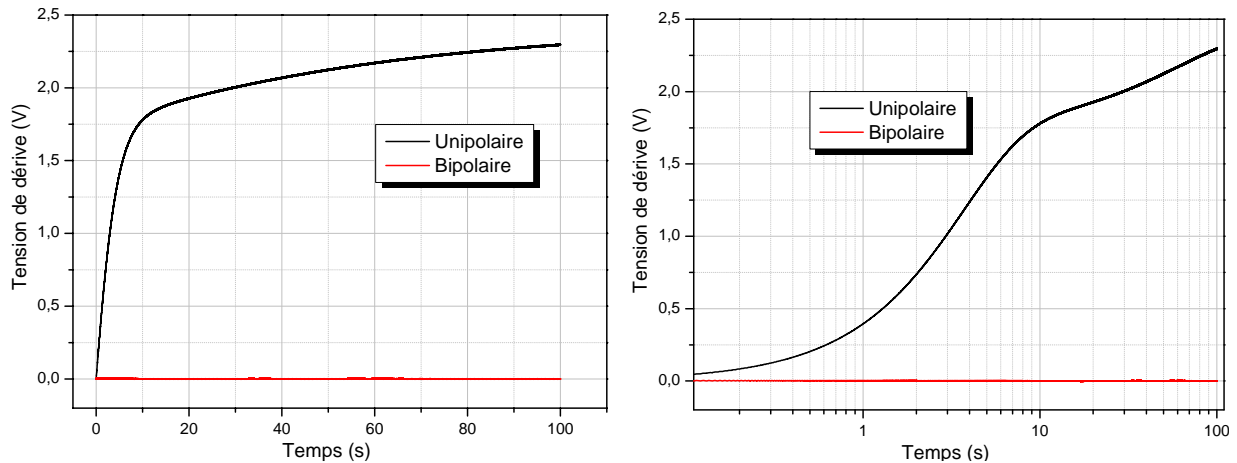 2,5
2,0
1,5
1,0
0,5
0,0
Tension de dérive (V)
Unipolaire
Bipolaire
0 20 40 60 80 100
Temps (s)
2,5
2,0
1,5
1,0
0,5
0,0
Tension de dérive (V)
Unipolaire
Bipolaire
1 10 100
Temps (s)